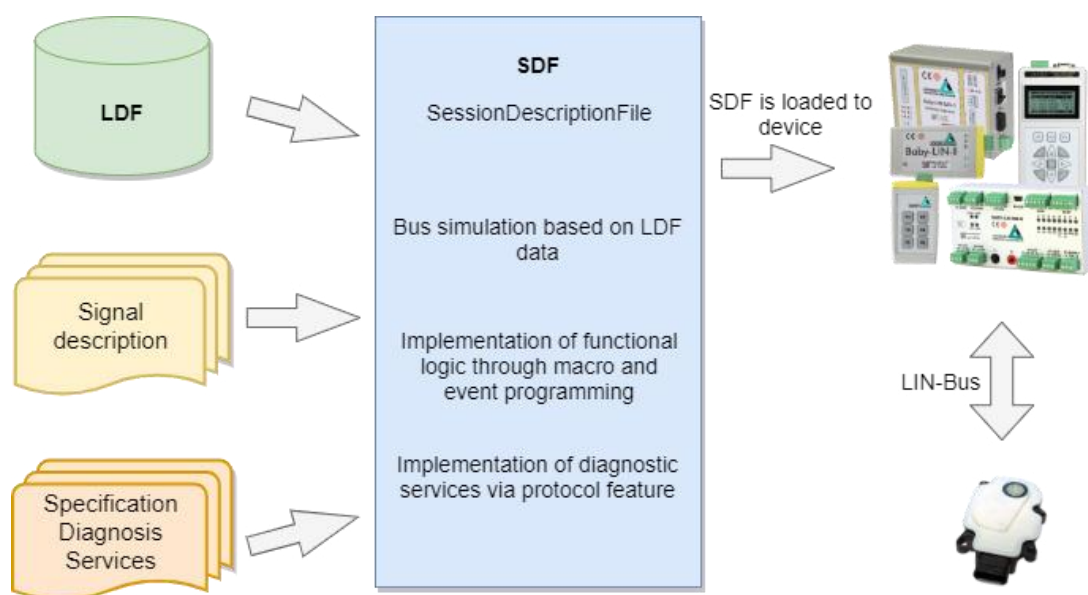 LDF
Signal
description
Specification
Diagnosis
Services
SDF
SessionDescriptionFile
Bus simulation based on LDF
data
Implementation of functional
logic through macro and
event programming
Implementation of diagnostic
services via protocol feature
SDF is loaded to
device
Baby-LIN-II
LIN-Bus